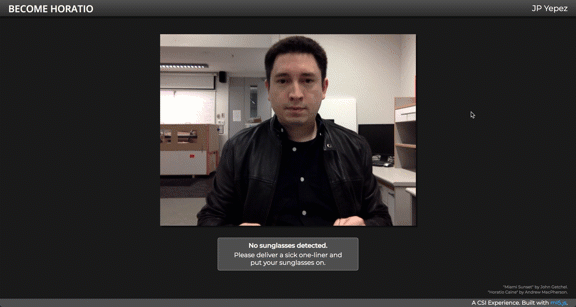 BECOME HORATIO
JP Yepez
No sunglasses detected.
Please deliver a sick one-liner and
put your sunglasses on.
"Miami Sunset" by John Getchel.
"Horatio Caine" by Andrew MacPherson.
A CSI Experience, Built with ml5.js.